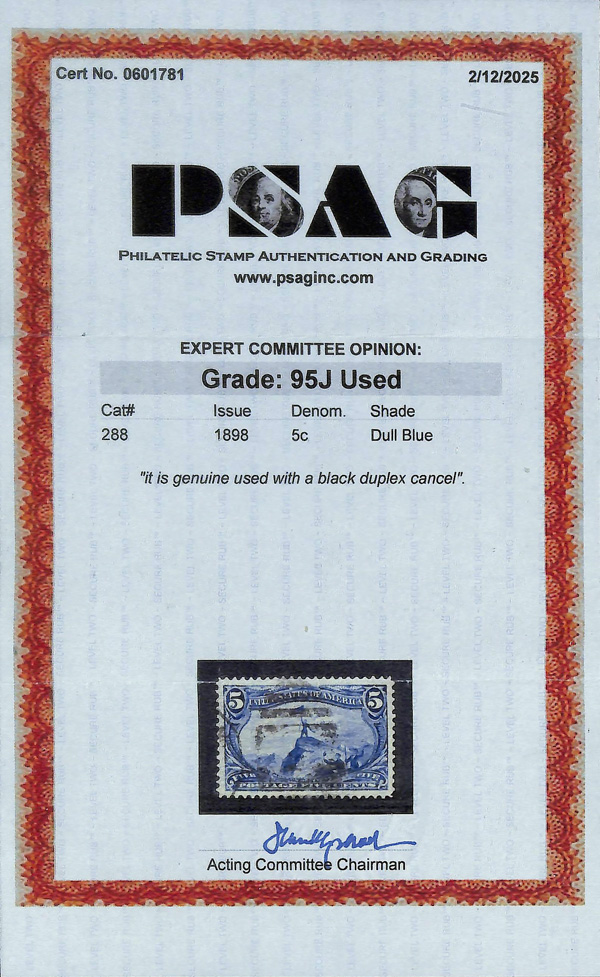 Cert No. 0601781 2/12/2025
PSAG
PHILATELIC STAMP AUTHENTICATION AND GRADING
www.psaginc.com
EXPERT COMMITTEE OPINION:
Grade: 95J Used
Cat# Issue Denom. Shade
288 1898 5c Dull Blue
"it is genuine used with a black duplex cancel".
5 UNITED STATES OF AMERICA 5
FIVE FIVE
POSTAGE FIVE CENTS
Acting Committee Chairman